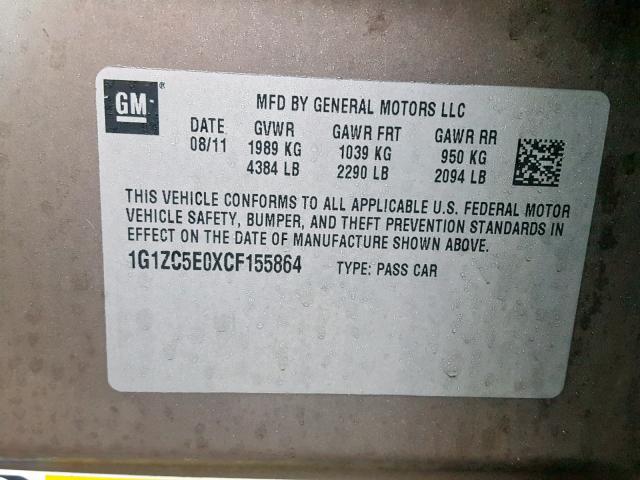 GM ®
MFD BY GENERAL MOTORS LLC
DATE GVWR GAWR FRT GAWR RR
08/11 1989 KG 1039 KG 950 KG
4384 LB 2290 LB 2094 LB
THIS VEHICLE CONFORMS TO ALL APPLICABLE U.S. FEDERAL MOTOR
VEHICLE SAFETY, BUMPER, AND THEFT PREVENTION STANDARDS
IN EFFECT ON THE DATE OF MANUFACTURE SHOWN ABOVE.
1G1ZC5E0XCF155864 TYPE: PASS CAR